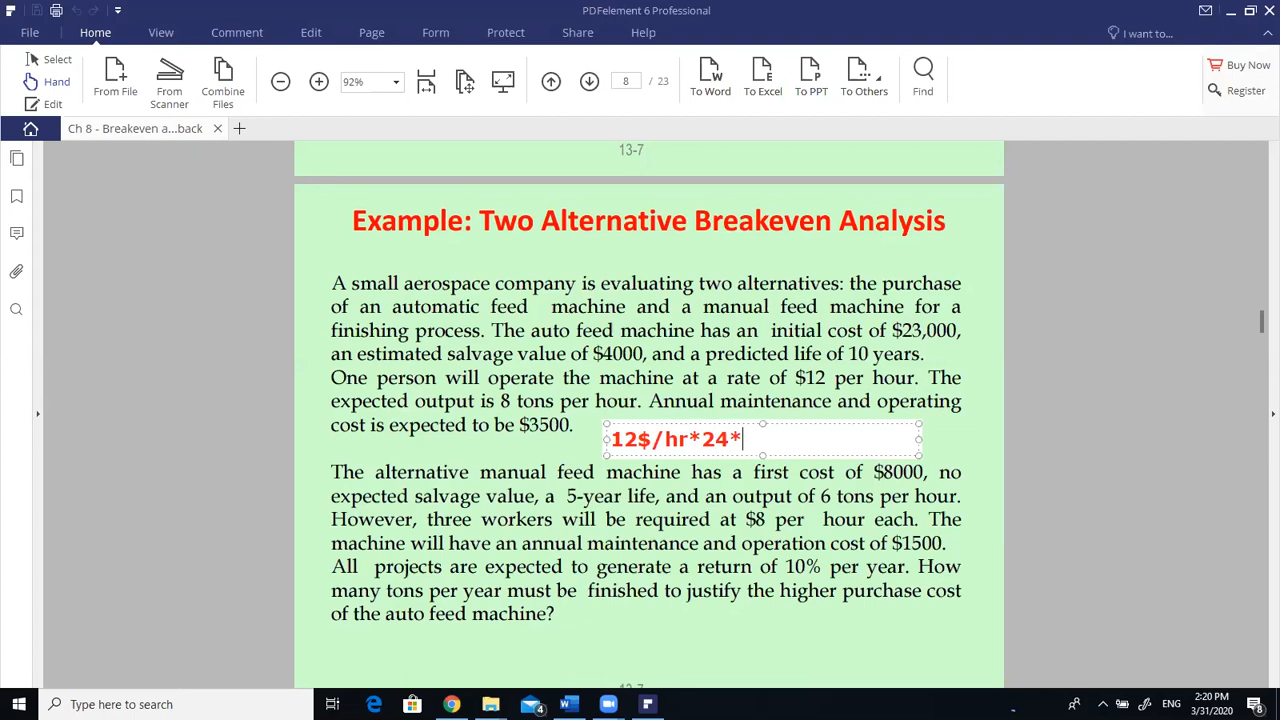 PDFelement 6 Professional
File Home View Comment Edit Page Form Protect Share Help I want to...
Select
Hand
Edit
From File
From Scanner
Combine Files
92%
8 / 23
To Word
To Excel
To PPT
To Others
Find
Buy Now
Register
Ch 8 - Breakeven a...back
13-7
Example: Two Alternative Breakeven Analysis
A small aerospace company is evaluating two alternatives: the purchase
of an automatic feed machine and a manual feed machine for a
finishing process. The auto feed machine has an initial cost of $23,000,
an estimated salvage value of $4000, and a predicted life of 10 years.
One person will operate the machine at a rate of $12 per hour. The
expected output is 8 tons per hour. Annual maintenance and operating
cost is expected to be $3500.
12$/hr*24*
The alternative manual feed machine has a first cost of $8000, no
expected salvage value, a 5-year life, and an output of 6 tons per hour.
However, three workers will be required at $8 per hour each. The
machine will have an annual maintenance and operation cost of $1500.
All projects are expected to generate a return of 10% per year. How
many tons per year must be finished to justify the higher purchase cost
of the auto feed machine?
Type here to search
4
ENG
2:20 PM
3/31/2020
8